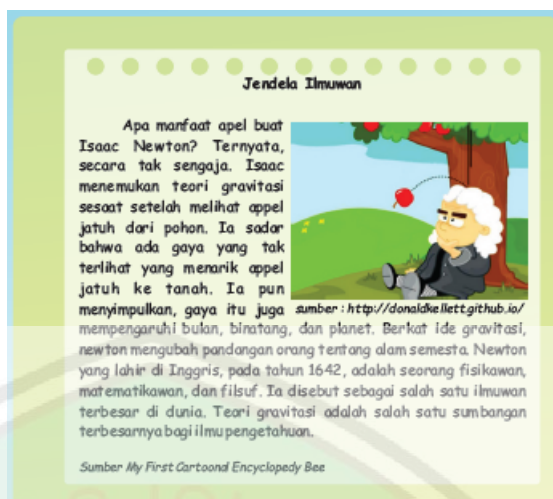 Jendela Ilmuwan
Apa manfaat apel buat
Isaac Newton? Ternyata,
secara tak sengaja. Isaac
menemukan teori gravitasi
sesaat setelah melihat appel
jatuh dari pohon. Ia sadar
bahwa ada gaya yang tak
terlihat yang menarik appel
jatuh ke tanah. Ia pun
menyimpulkan, gaya itu juga
sumber : http://donaldkellett.github.io/
mempengaruhi bulan, binatang, dan planet. Berkat ide gravitasi,
newton mengubah pandangan orang tentang alam semesta. Newton
yang lahir di Inggris, pada tahun 1642, adalah seorang fisikawan,
matematikawan, dan filsuf. Ia disebut sebagai salah satu ilmuwan
terbesar di dunia. Teori gravitasi adalah salah satu sumbangan
terbesarnya bagi ilmu pengetahuan.
Sumber My First Cartoond Encyclopedy Bee